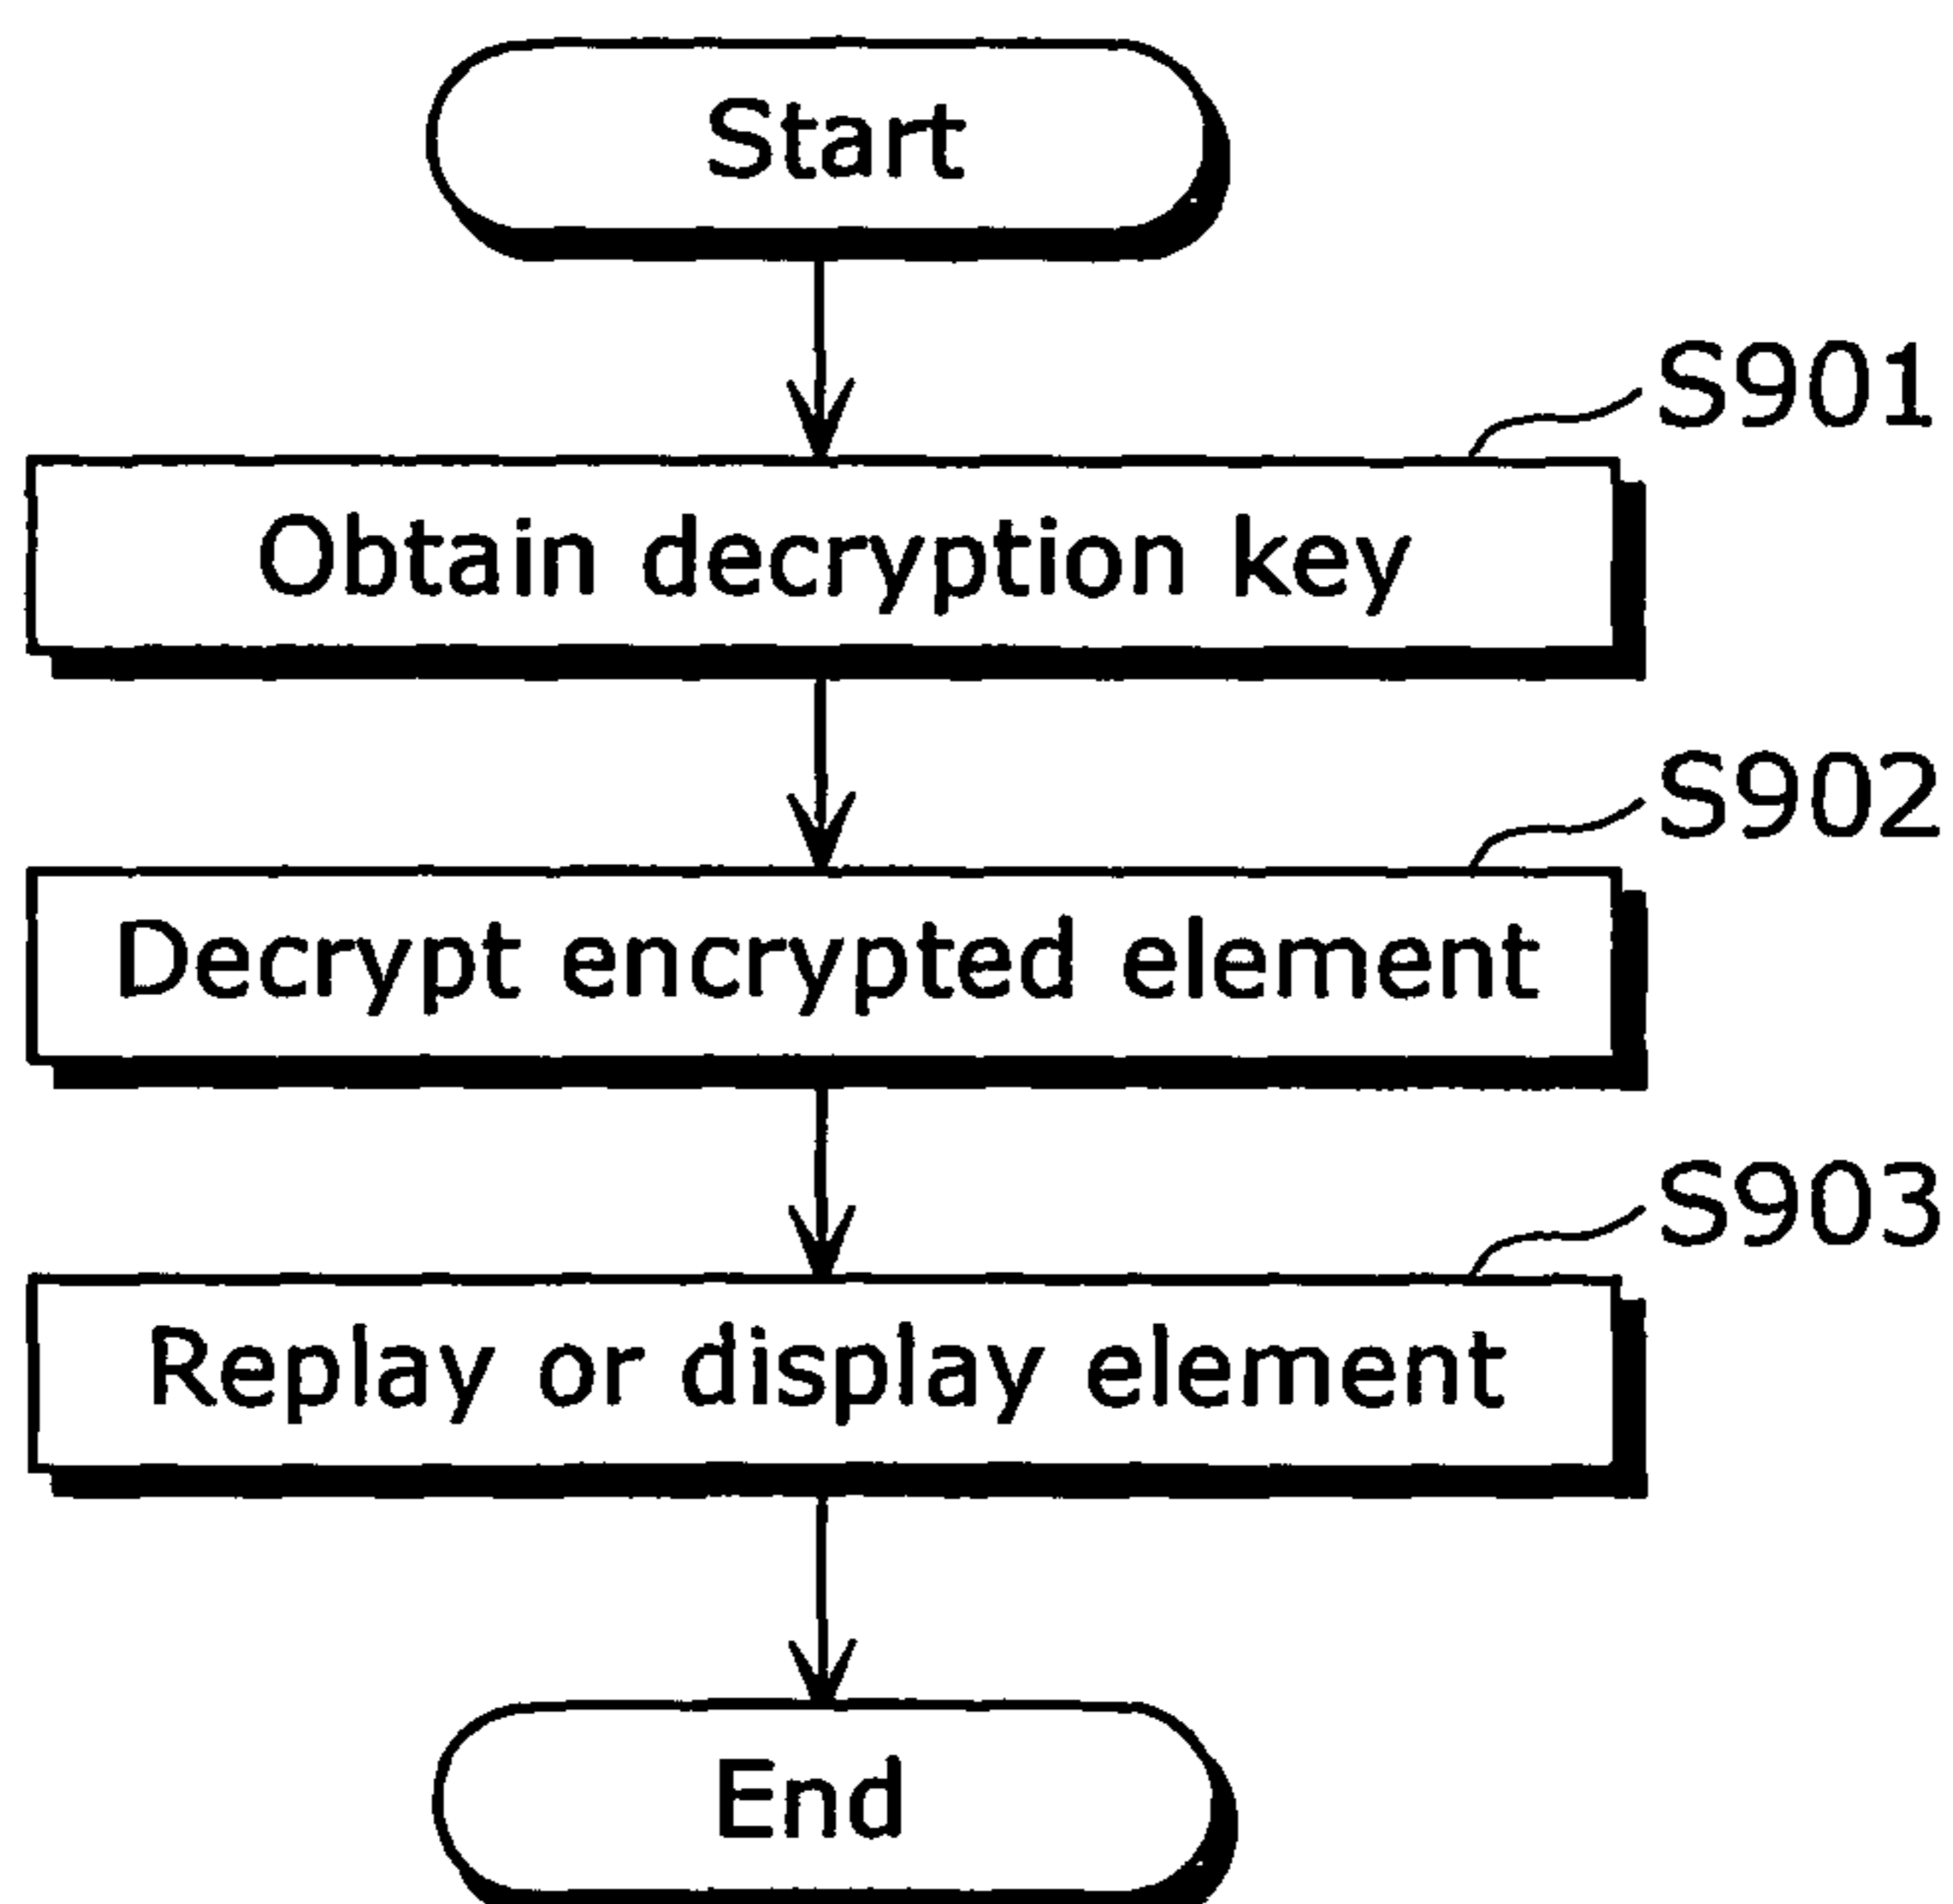 Start
S901
Obtain decryption key
S902
Decrypt encrypted element
S903
Replay or display element
End